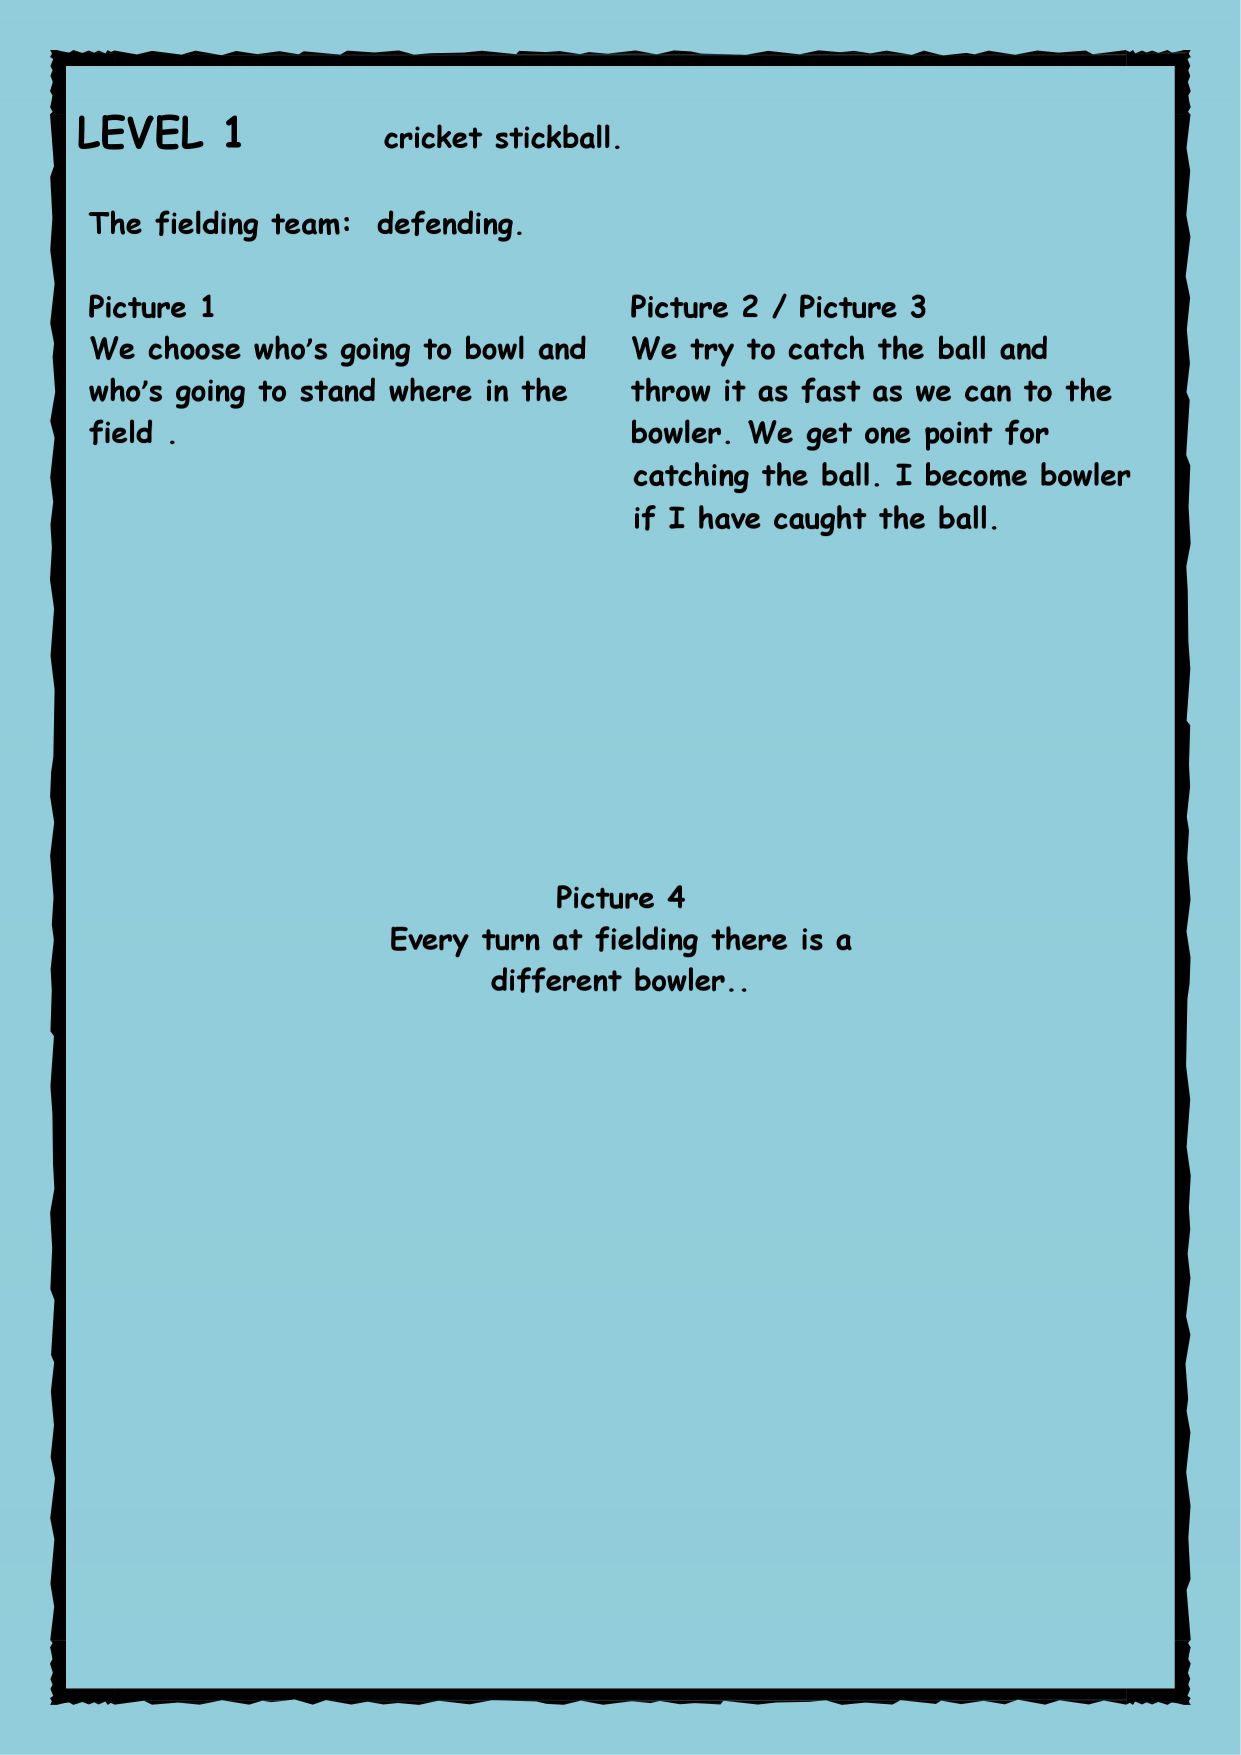 LEVEL 1 cricket stickball.
The fielding team: defending.
Picture 1
We choose who’s going to bowl and
who’s going to stand where in the
field .
Picture 2 / Picture 3
We try to catch the ball and
throw it as fast as we can to the
bowler. We get one point for
catching the ball. I become bowler
if I have caught the ball.
Picture 4
Every turn at fielding there is a
different bowler..